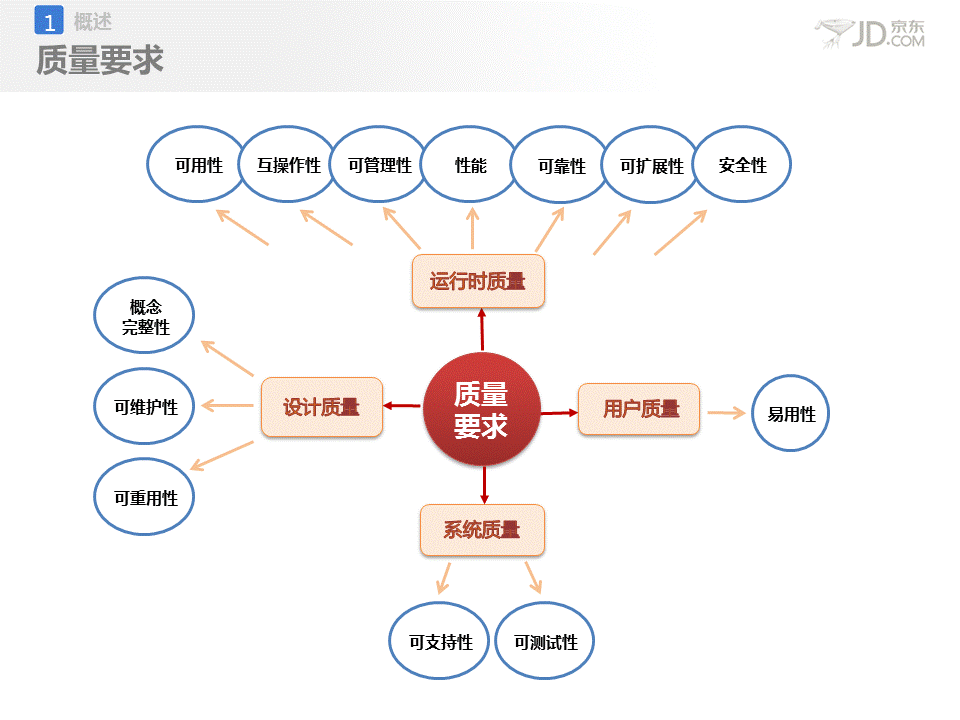 1 概述
质量要求
JD 京东
.COM
可用性 互操作性 可管理性 性能 可靠性 可扩展性 安全性
运行时质量
概念
完整性
可维护性
可重用性
设计质量
质量
要求
用户质量
易用性
系统质量
可支持性 可测试性